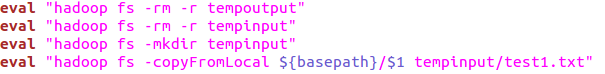 eval "hadoop fs -rm -r tempoutput"
eval "hadoop fs -rm -r tempinput"
eval "hadoop fs -mkdir tempinput"
eval "hadoop fs -copyFromLocal ${basepath}/$1 tempinput/test1.txt"